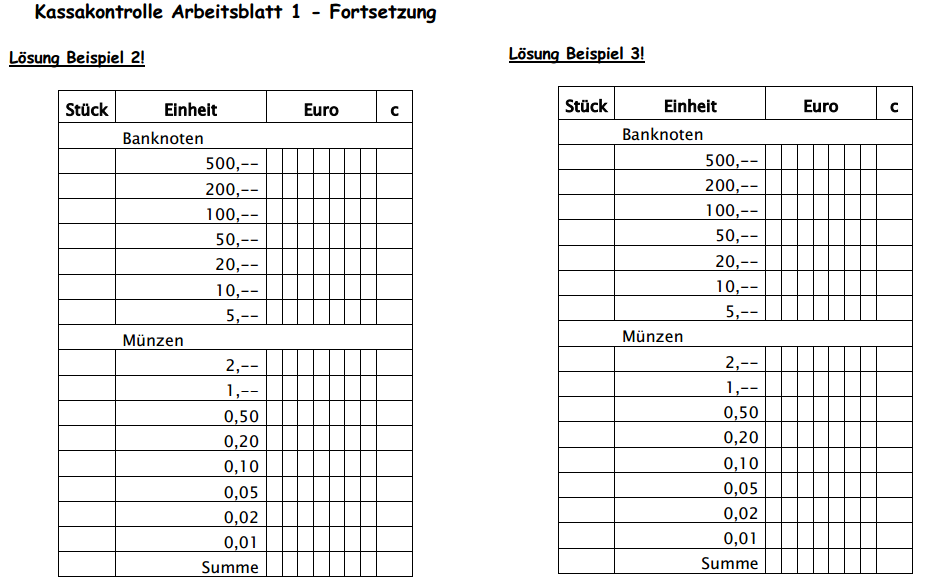 Kassakontrolle Arbeitsblatt 1 - Fortsetzung
Lösung Beispiel 2!
Stück Einheit Euro c
Banknoten
500,--
200,--
100,--
50,--
20,--
10,--
5,--
Münzen
2,--
1,--
0,50
0,20
0,10
0,05
0,02
0,01
Summe
Lösung Beispiel 3!
Stück Einheit Euro c
Banknoten
500,--
200,--
100,--
50,--
20,--
10,--
5,--
Münzen
2,--
1,--
0,50
0,20
0,10
0,05
0,02
0,01
Summe